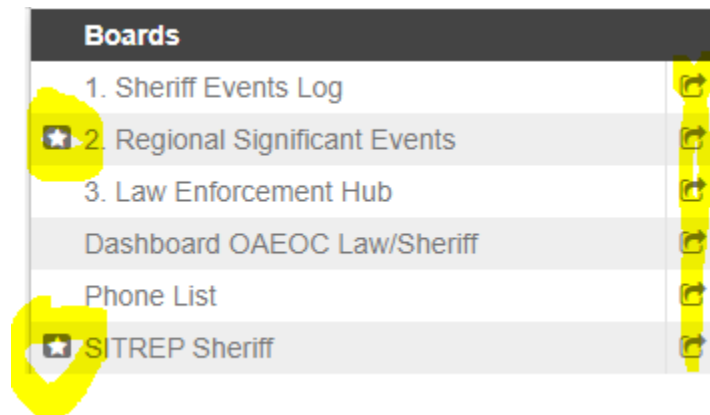 Boards
1. Sheriff Events Log
2. Regional Significant Events
3. Law Enforcement Hub
Dashboard OAEOC Law/Sheriff
Phone List
SITREP Sheriff